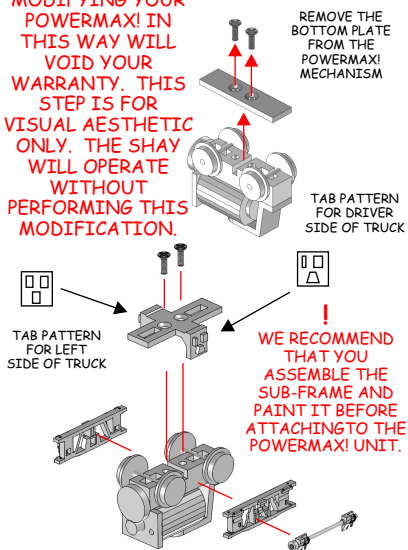 MODIFYING YOUR
POWERMAX! IN
THIS WAY WILL
VOID YOUR
WARRANTY. THIS
STEP IS FOR
VISUAL AESTHETIC
ONLY. THE SHAY
WILL OPERATE
WITHOUT
PERFORMING THIS
MODIFICATION.
REMOVE THE
BOTTOM PLATE
FROM THE
POWERMAX!
MECHANISM
TAB PATTERN
FOR DRIVER
SIDE OF TRUCK
TAB PATTERN
FOR LEFT
SIDE OF TRUCK
!
WE RECOMMEND
THAT YOU
ASSEMBLE THE
SUB-FRAME AND
PAINT IT BEFORE
ATTACHINGTO THE
POWERMAX! UNIT.